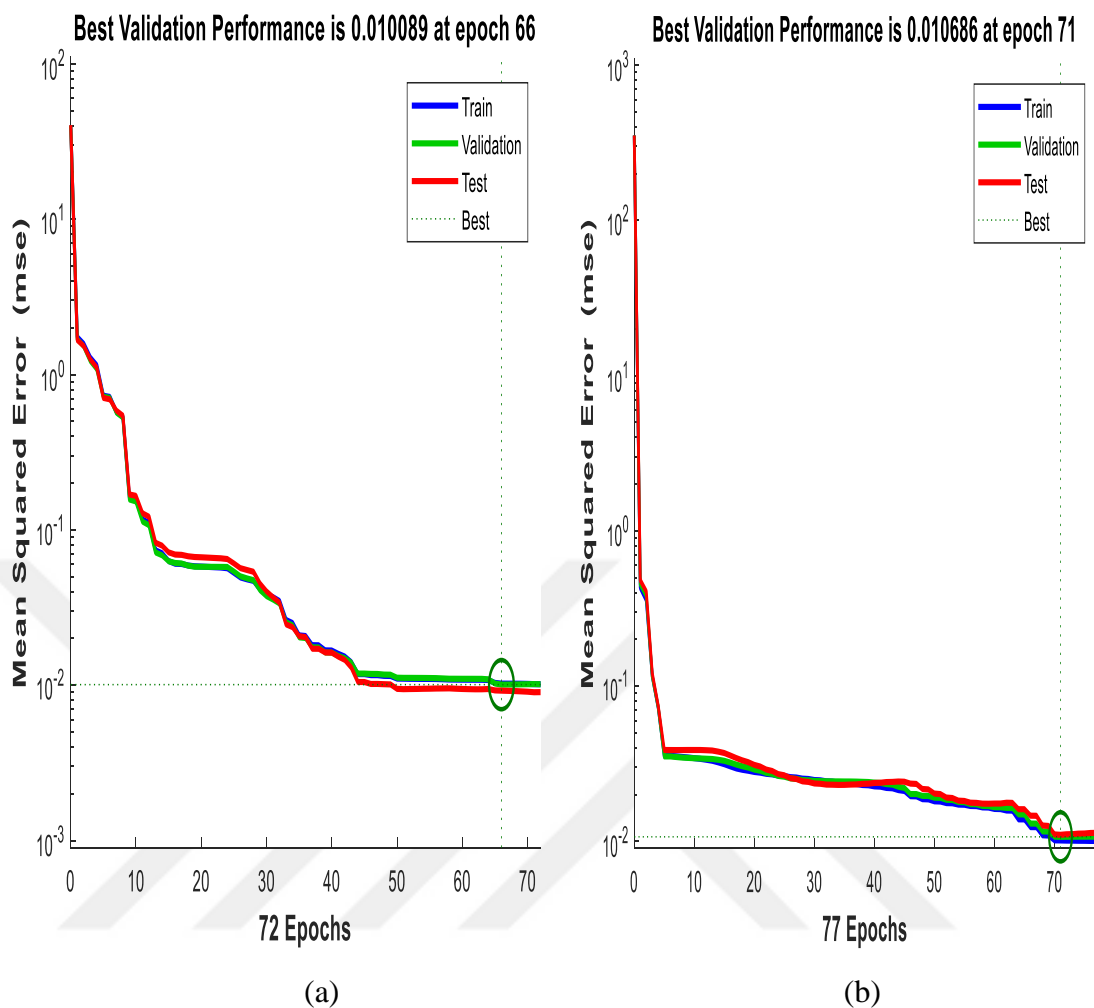 Best Validation Performance is 0.010089 at epoch 66
10^2
10^1
10^0
10^-1
10^-2
10^-3
Mean Squared Error (mse)
Train
Validation
Test
Best
0 10 20 30 40 50 60 70
72 Epochs
(a)
Best Validation Performance is 0.010686 at epoch 71
10^3
10^2
10^1
10^0
10^-1
10^-2
Mean Squared Error (mse)
Train
Validation
Test
Best
0 10 20 30 40 50 60 70
77 Epochs
(b)